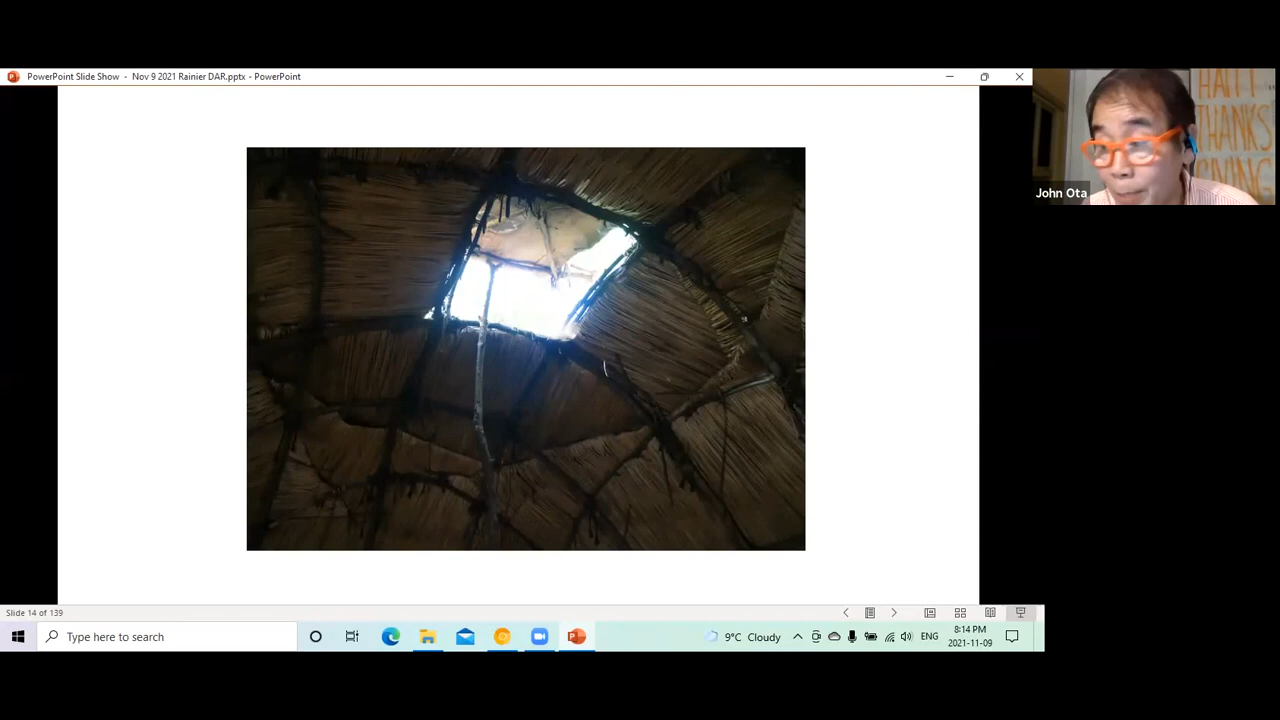 PowerPoint Slide Show - Nov 9 2021 Rainier DAR.pptx - PowerPoint
THANKS
John Ota
Slide 14 of 139
Type here to search
9°C Cloudy
ENG
8:14 PM
2021-11-09